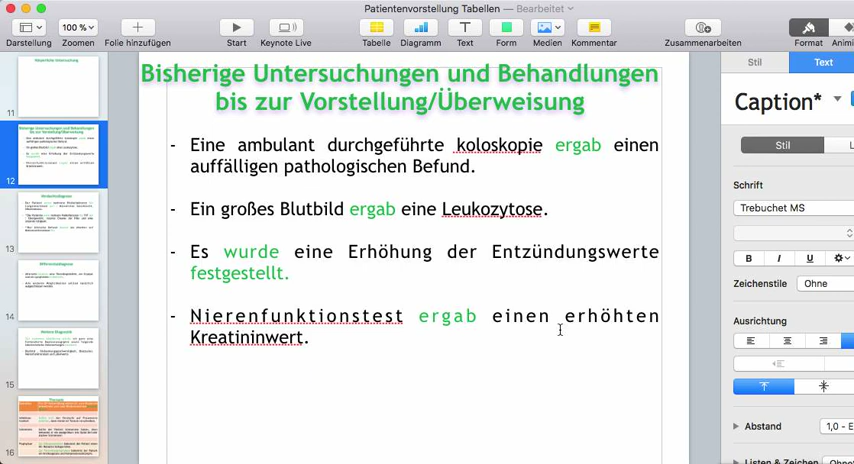 Patientenvorstellung Tabellen — Bearbeitet
100 %
Darstellung Zoomen Folie hinzufügen Start Keynote Live Tabelle Diagramm Text Form Medien Kommentar Zusammenarbeiten Format Anim
Stil Text
Bisherige Untersuchungen und Behandlungen
bis zur Vorstellung/Überweisung
- Eine ambulant durchgeführte koloskopie ergab einen
auffälligen pathologischen Befund.
- Ein großes Blutbild ergab eine Leukozytose.
- Es wurde eine Erhöhung der Entzündungswerte
festgestellt.
- Nierenfunktionstest ergab einen erhöhten
Kreatininwert.
11
12
13
14
15
16
Caption*
Stil
Schrift
Trebuchet MS
B I U
Zeichenstile Ohne
Ausrichtung
Abstand 1,0 - E
Listen & Zeichen